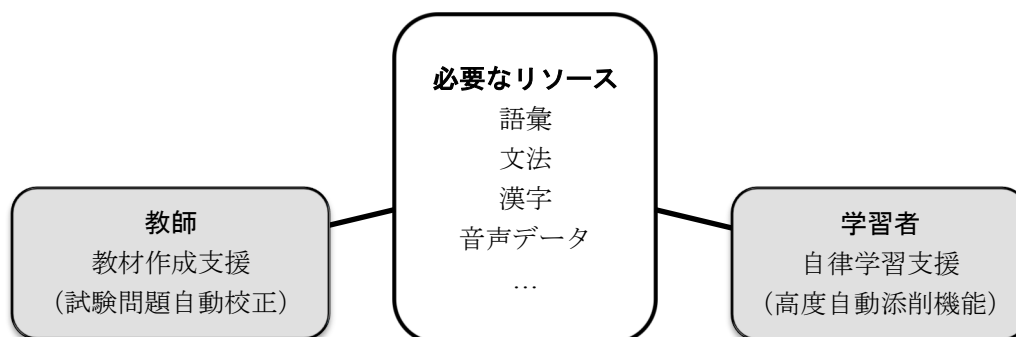 必要なリソース
語彙
文法
漢字
音声データ
…
教師
教材作成支援
（試験問題自動校正）
学習者
自律学習支援
（高度自動添削機能）